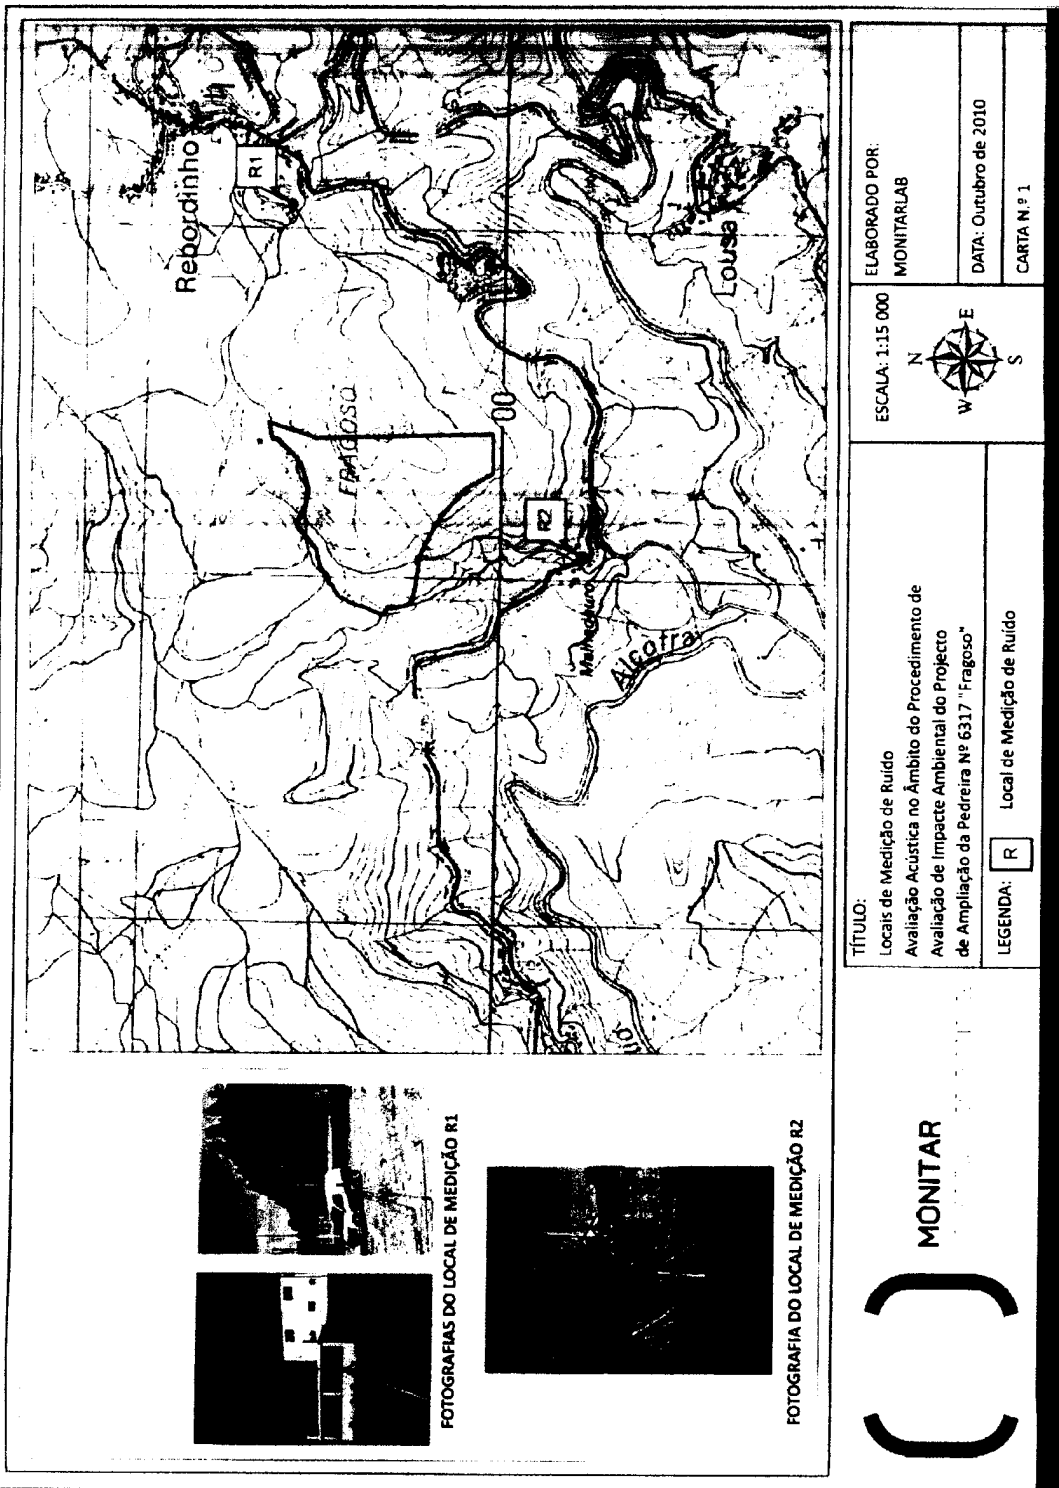 FOTOGRAFIAS DO LOCAL DE MEDIÇÃO R1
FOTOGRAFIA DO LOCAL DE MEDIÇÃO R2
Rebordinho
R1
FRAGOSO
00
R2
Malhadouro
Alcofra
Lousa
MONITAR
TÍTULO:
Locais de Medição de Ruído
Avaliação Acústica no Âmbito do Procedimento de
Avaliação de Impacte Ambiental do Projecto
de Ampliação da Pedreira Nº 6317 "Fragoso"
LEGENDA: R Local de Medição de Ruído
ESCALA: 1:15 000
N
W E
S
ELABORADO POR:
MONITARLAB
DATA: Outubro de 2010
CARTA N.º 1